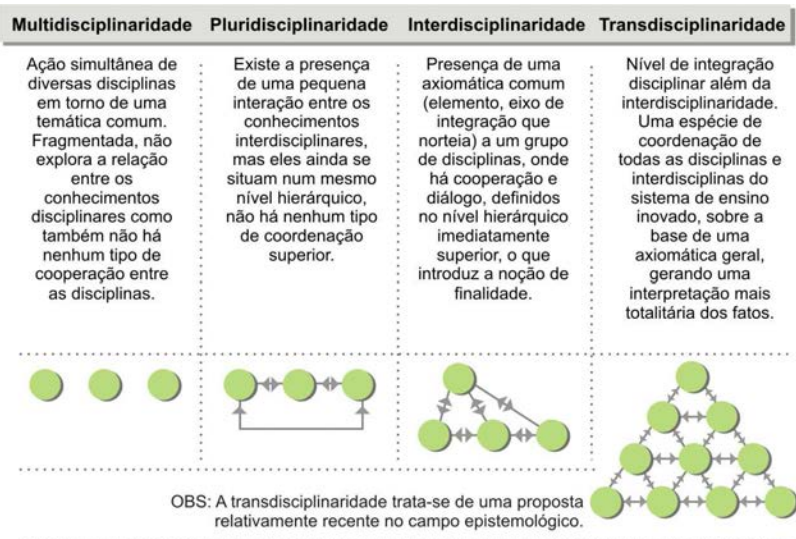 Multidisciplinaridade
Pluridisciplinaridade
Interdisciplinaridade
Transdisciplinaridade
Ação simultânea de
diversas disciplinas
em torno de uma
temática comum.
Fragmentada, não
explora a relação
entre os
conhecimentos
disciplinares como
também não há
nenhum tipo de
cooperação entre
as disciplinas.
Existe a presença
de uma pequena
interação entre os
conhecimentos
interdisciplinares,
mas eles ainda se
situam num mesmo
nível hierárquico,
não há nenhum tipo
de coordenação
superior.
Presença de uma
axiomática comum
(elemento, eixo de
integração que
norteia) a um grupo
de disciplinas, onde
há cooperação e
diálogo, definidos
no nível hierárquico
imediatamente
superior, o que
introduz a noção de
finalidade.
Nível de integração
disciplinar além da
interdisciplinaridade.
Uma espécie de
coordenação de
todas as disciplinas e
interdisciplinas do
sistema de ensino
inovado, sobre a
base de uma
axiomática geral,
gerando uma
interpretação mais
totalitária dos fatos.
OBS: A transdisciplinaridade trata-se de uma proposta
relativamente recente no campo epistemológico.